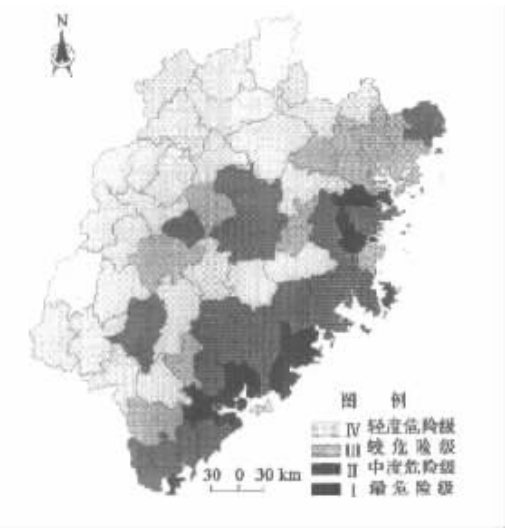 N
图 例
IV 轻度危险级
III 较危险级
II 中度危险级
I 最危险级
30 0 30 km